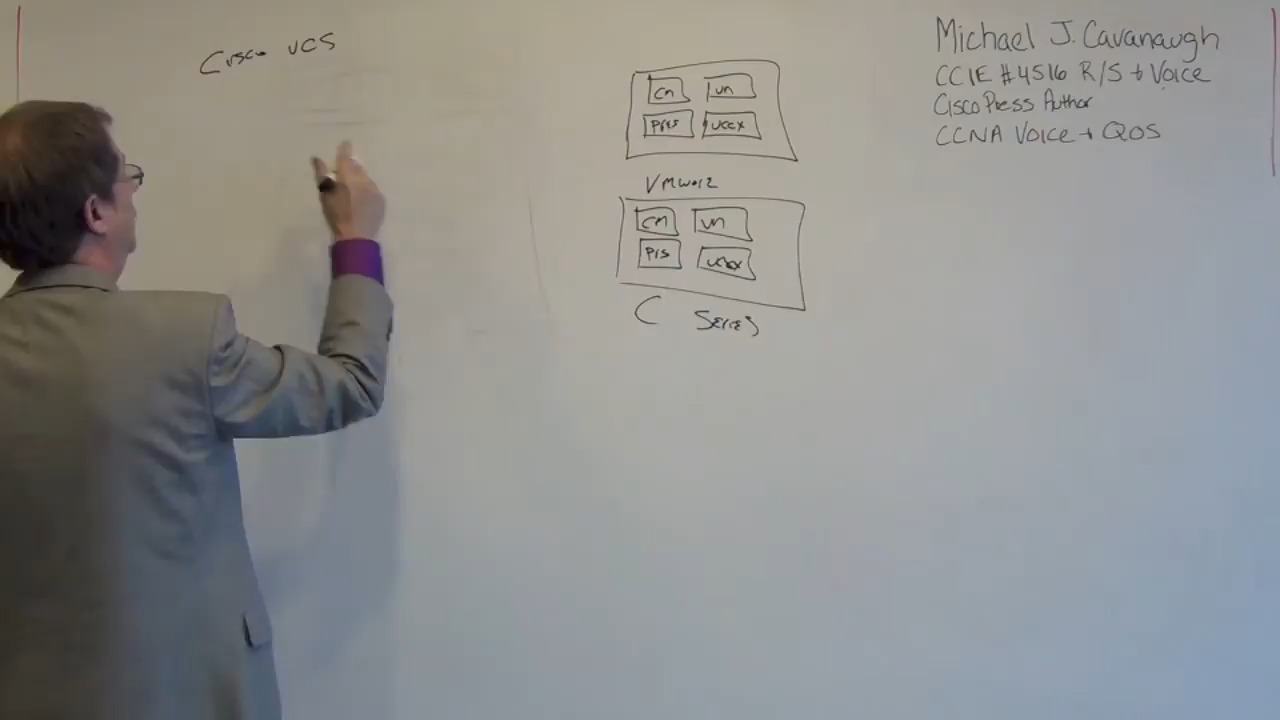 Cisco UCS
Michael J. Cavanaugh
CCIE #4516 R/S + Voice
Cisco Press Author
CCNA Voice + QOS
CM UN
Pres UCCX
VMware
CM UN
Prs UCCX
C Series